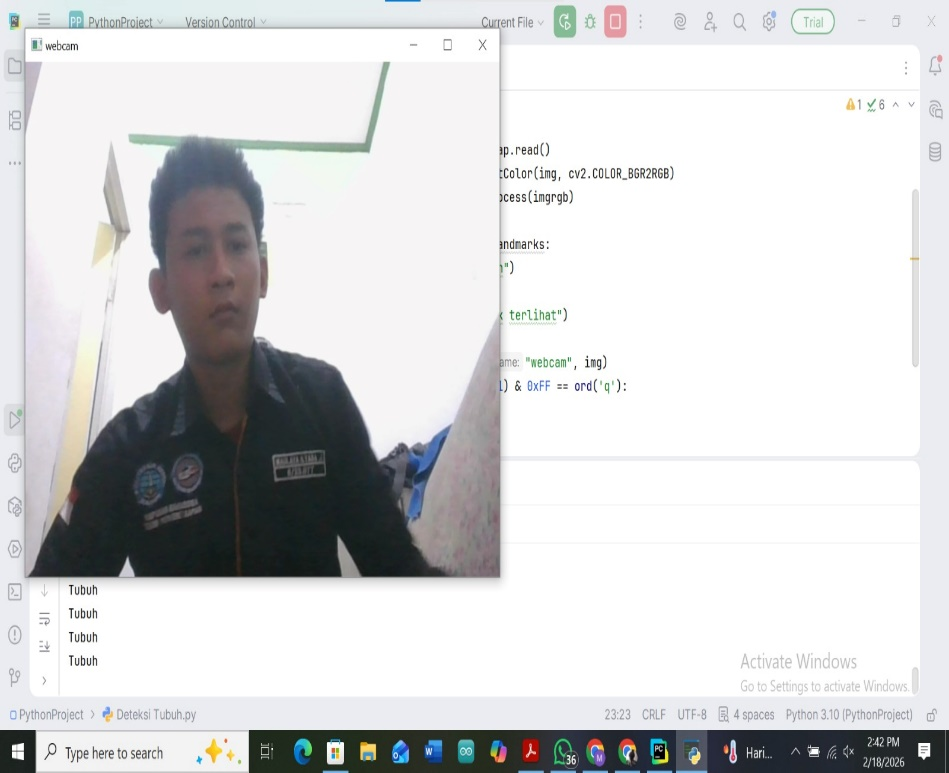 PP PythonProject Version Control Current File Trial
webcam
1 6
ap.read()
tColor(img, cv2.COLOR_BGR2RGB)
ocess(imgrgb)
andmarks:
")
terlihat")
ame: "webcam", img)
) & 0xFF == ord('q'):
Tubuh
Tubuh
Tubuh
Tubuh
Activate Windows
Go to Settings to activate Windows.
PythonProject > Deteksi Tubuh.py 23:23 CRLF UTF-8 4 spaces Python 3.10 (PythonProject)
Type here to search 36 Hari... 2:42 PM
2/18/2026